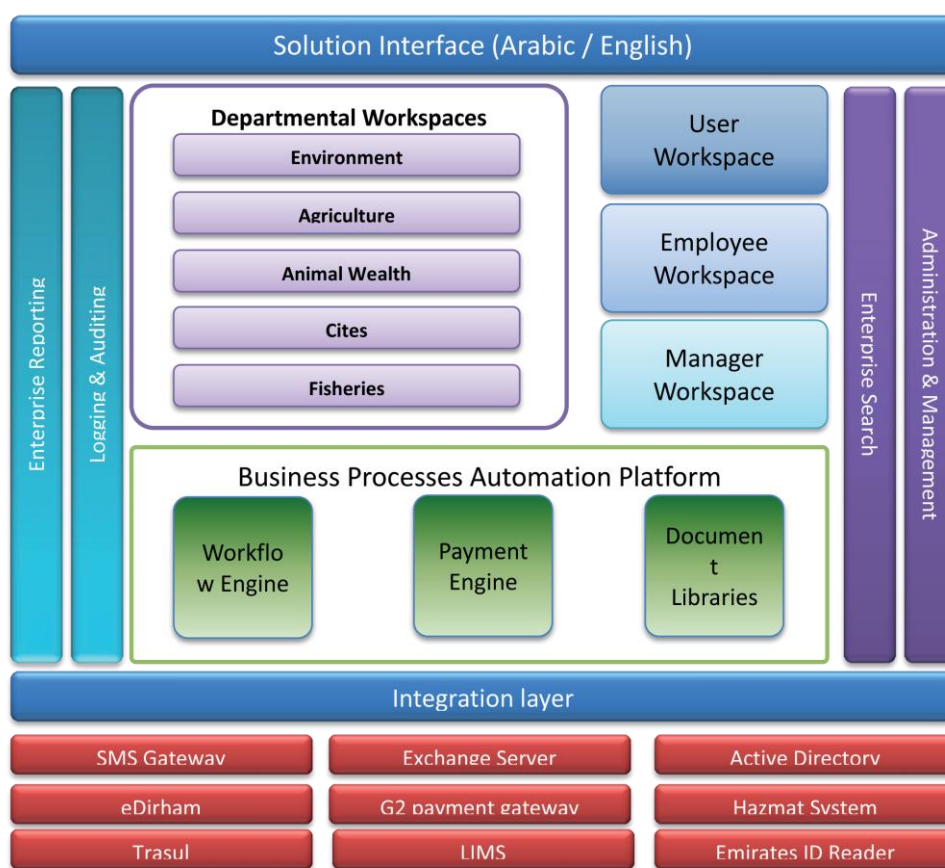 Solution Interface (Arabic / English)
Enterprise Reporting
Logging & Auditing
Departmental Workspaces
Environment
Agriculture
Animal Wealth
Cites
Fisheries
User
Workspace
Employee
Workspace
Manager
Workspace
Enterprise Search
Administration & Management
Business Processes Automation Platform
Workflo
w Engine
Payment
Engine
Documen
t
Libraries
Integration layer
SMS Gateway
Exchange Server
Active Directory
eDirham
G2 payment gateway
Hazmat System
Trasul
LIMS
Emirates ID Reader